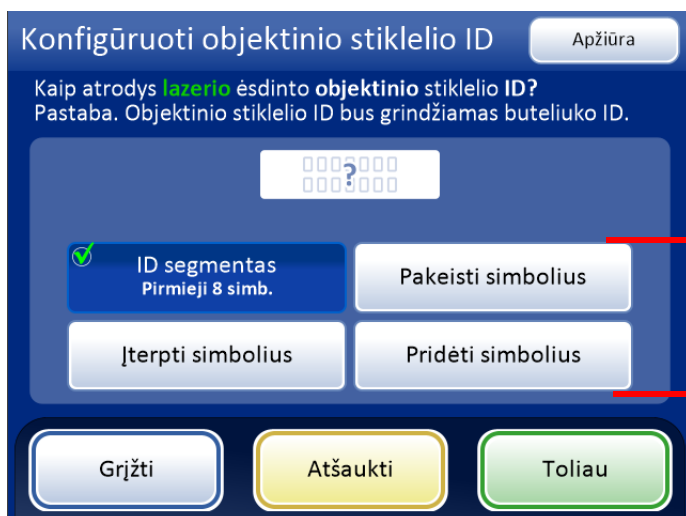 Konfigūruoti objektinio stiklelio ID
Apžiūra
Kaip atrodys lazerio ėsdinto objektinio stiklelio ID?
Pastaba. Objektinio stiklelio ID bus grindžiamas buteliuko ID.
?
ID segmentas
Pirmieji 8 simb.
Pakeisti simbolius
Įterpti simbolius
Pridėti simbolius
Grįžti
Atšaukti
Toliau